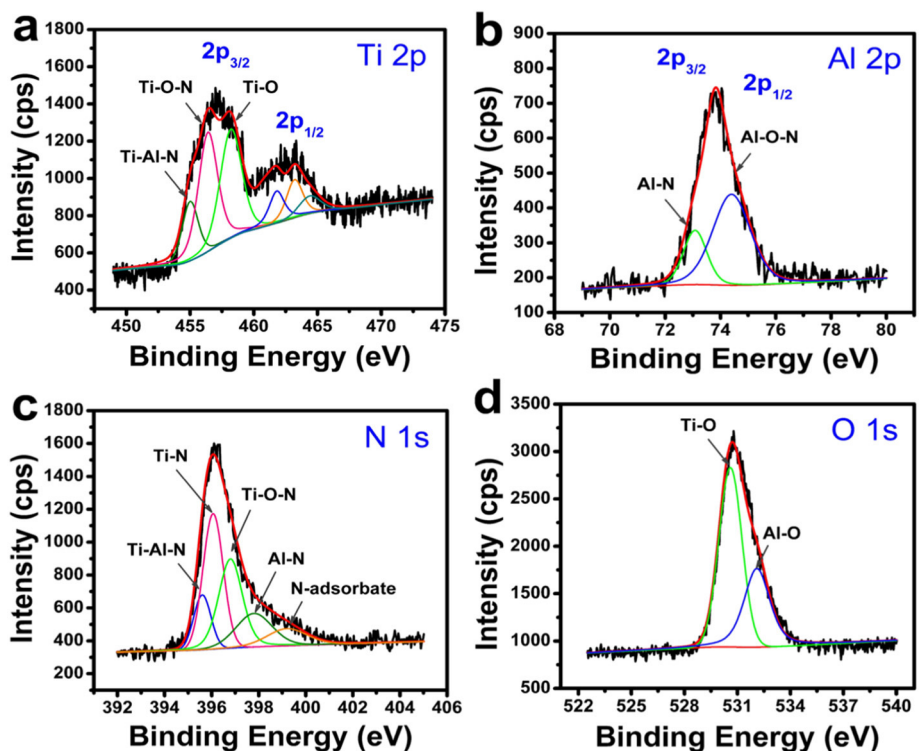 a
Ti 2p
2p3/2
Ti-O-N
Ti-O
2p1/2
Ti-Al-N
1800
1600
1400
1200
1000
800
600
400
Intensity (cps)
450 455 460 465 470 475
Binding Energy (eV)
b
Al 2p
2p3/2
2p1/2
Al-O-N
Al-N
900
800
700
600
500
400
300
200
100
Intensity (cps)
68 70 72 74 76 78 80
Binding Energy (eV)
c
N 1s
Ti-N
Ti-O-N
Ti-Al-N
Al-N
N-adsorbate
1800
1600
1400
1200
1000
800
600
400
200
Intensity (cps)
392 394 396 398 400 402 404 406
Binding Energy (eV)
d
O 1s
Ti-O
Al-O
3500
3000
2500
2000
1500
1000
500
Intensity (cps)
522 525 528 531 534 537 540
Binding Energy (eV)